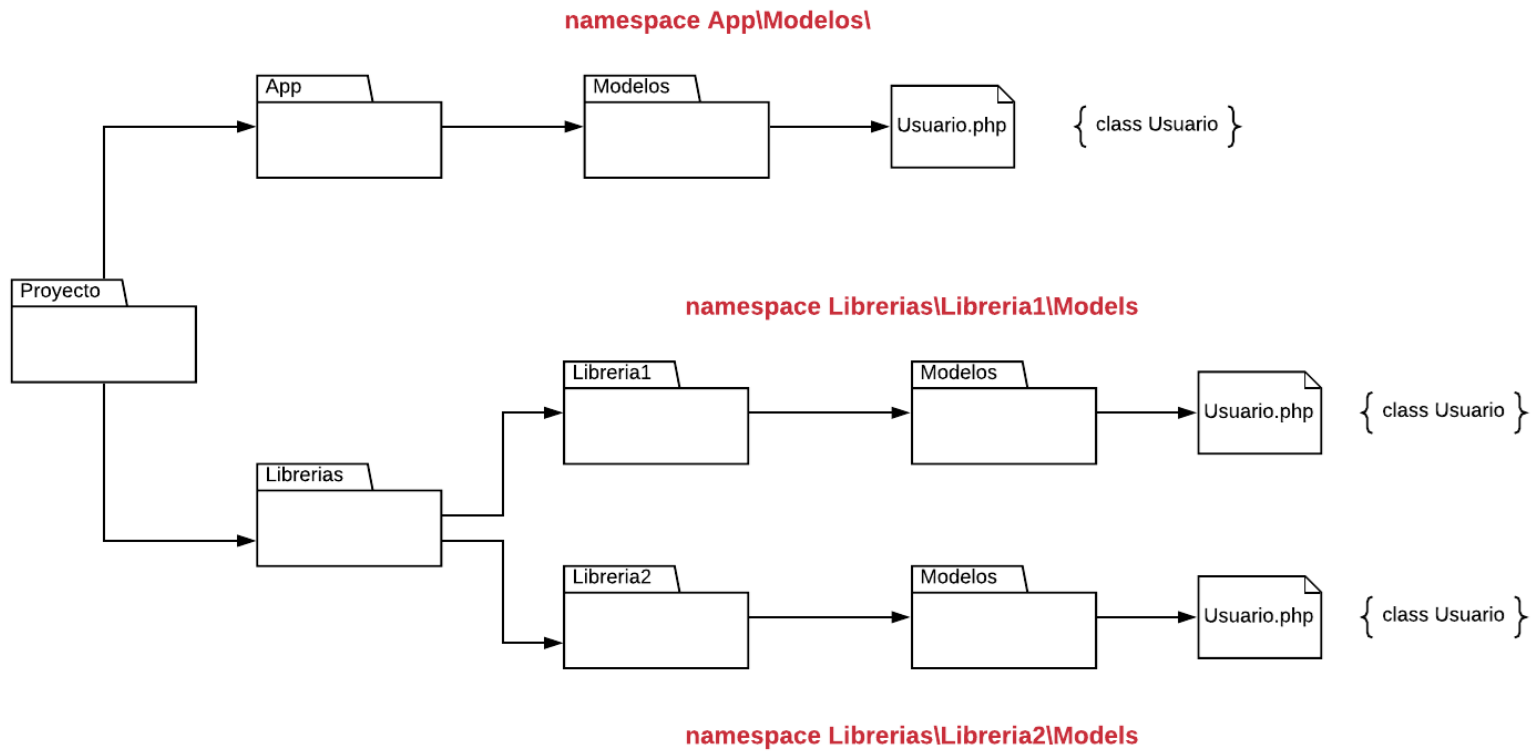 namespace App\Modelos\
App
Modelos
Usuario.php
class Usuario
Proyecto
namespace Librerias\Libreria1\Models
Libreria1
Modelos
Usuario.php
class Usuario
Librerias
Libreria2
Modelos
Usuario.php
class Usuario
namespace Librerias\Libreria2\Models